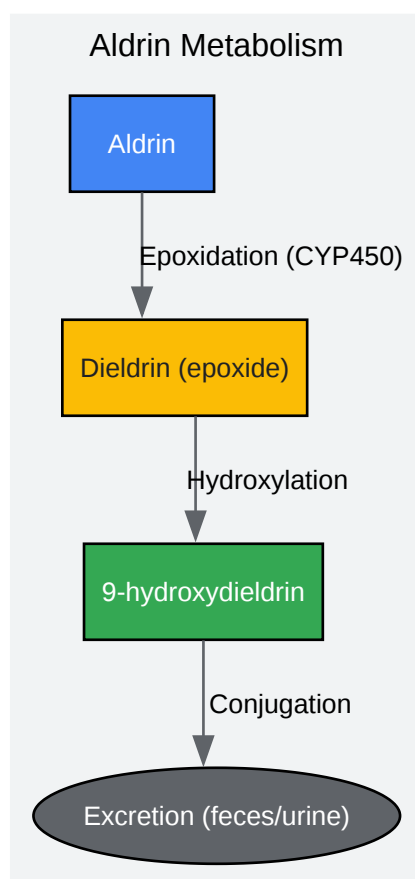 Aldrin Metabolism
Aldrin
Epoxidation (CYP450)
Dieldrin (epoxide)
Hydroxylation
9-hydroxydieldrin
Conjugation
Excretion (feces/urine)